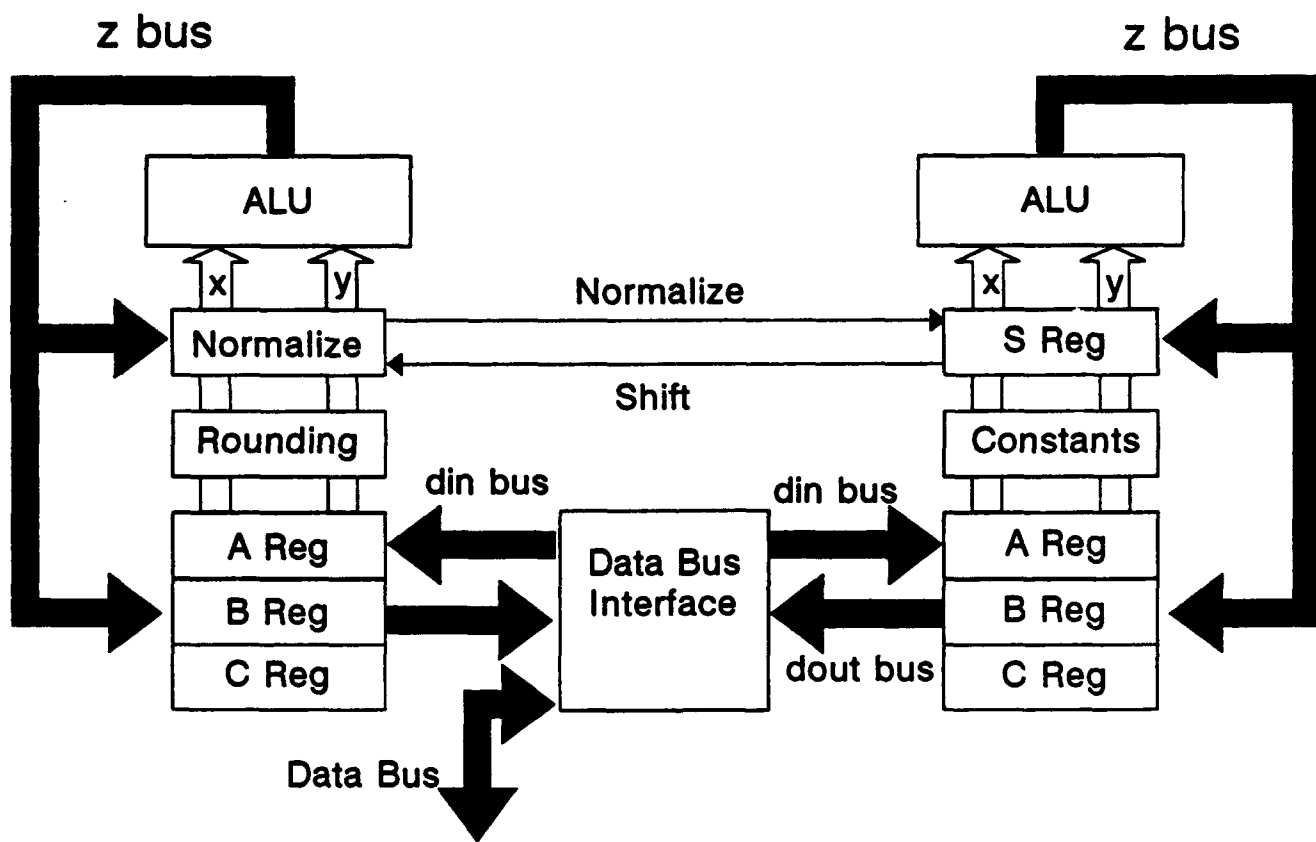 z bus
z bus
ALU
ALU
x
y
x
y
Normalize
Normalize
S Reg
Shift
Rounding
Constants
din bus
din bus
A Reg
Data Bus
Interface
A Reg
B Reg
B Reg
C Reg
dout bus
C Reg
Data Bus